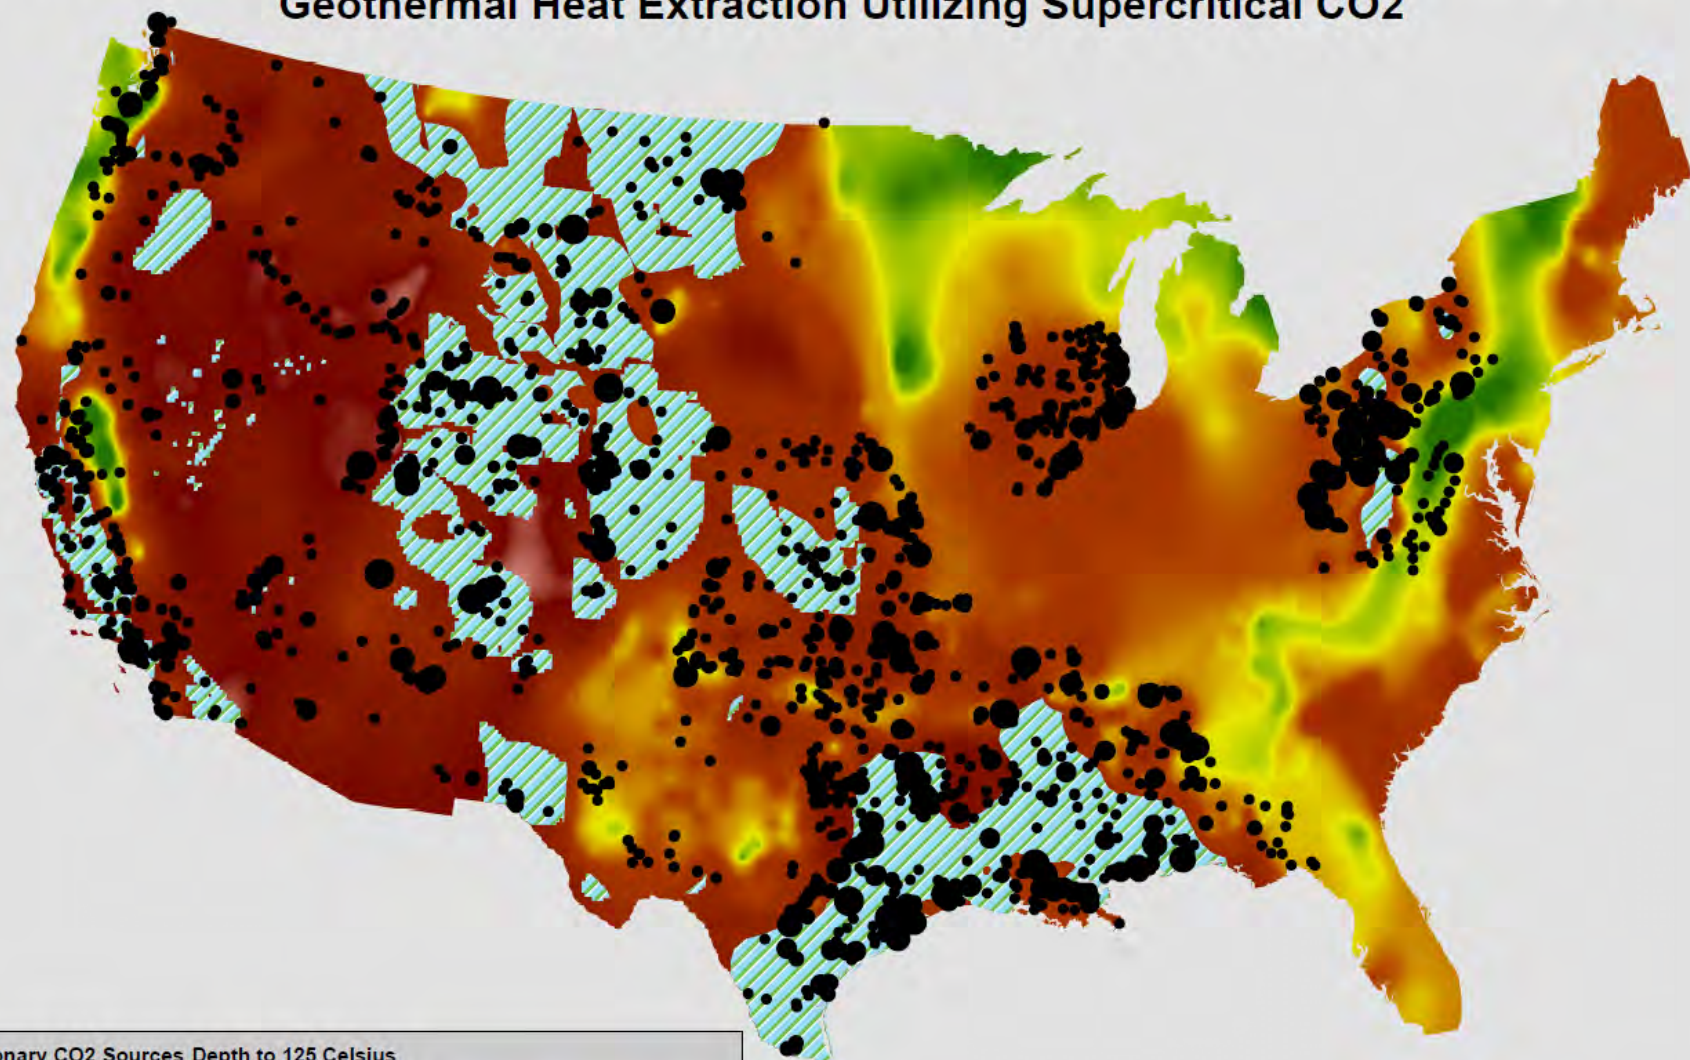 Geothermal Heat Extraction Utilizing Supercritical CO2
CO2 Sources Depth to 125 Celsius